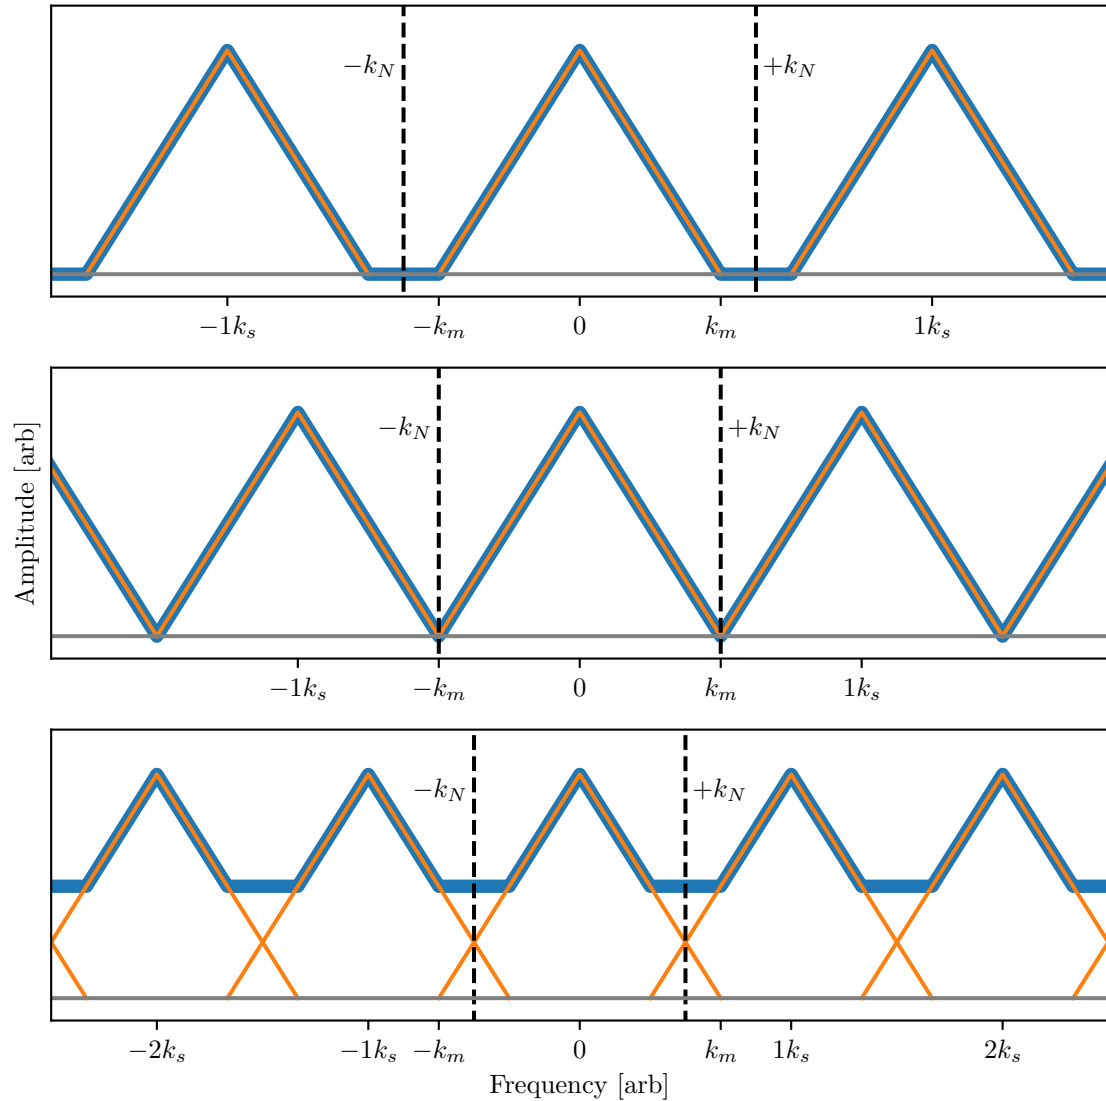 −k_N
+k_N
−1k_s
−k_m
0
k_m
1k_s
Amplitude [arb]
−k_N
+k_N
−1k_s
−k_m
0
k_m
1k_s
−k_N
+k_N
−2k_s
−1k_s
−k_m
0
k_m
1k_s
2k_s
Frequency [arb]